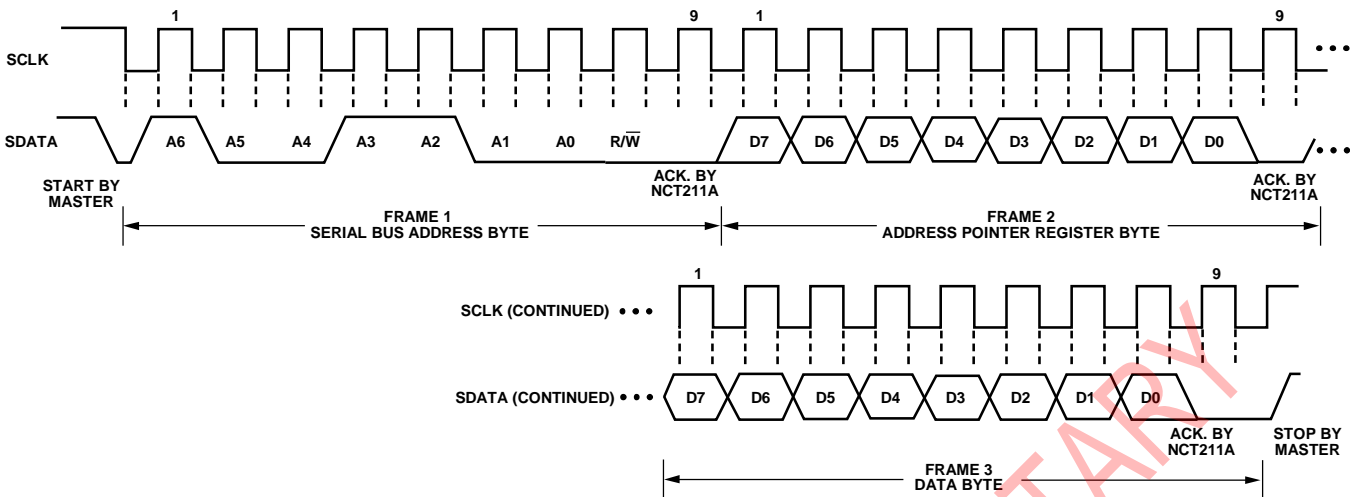 1 9 1 9
SCLK
SDATA A6 A5 A4 A3 A2 A1 A0 R/W̅ D7 D6 D5 D4 D3 D2 D1 D0
START BY
MASTER
ACK. BY
NCT211A
ACK. BY
NCT211A
FRAME 1
SERIAL BUS ADDRESS BYTE
FRAME 2
ADDRESS POINTER REGISTER BYTE
1 9
SCLK (CONTINUED)
SDATA (CONTINUED) D7 D6 D5 D4 D3 D2 D1 D0
ACK. BY
NCT211A
STOP BY
MASTER
FRAME 3
DATA BYTE
TARY